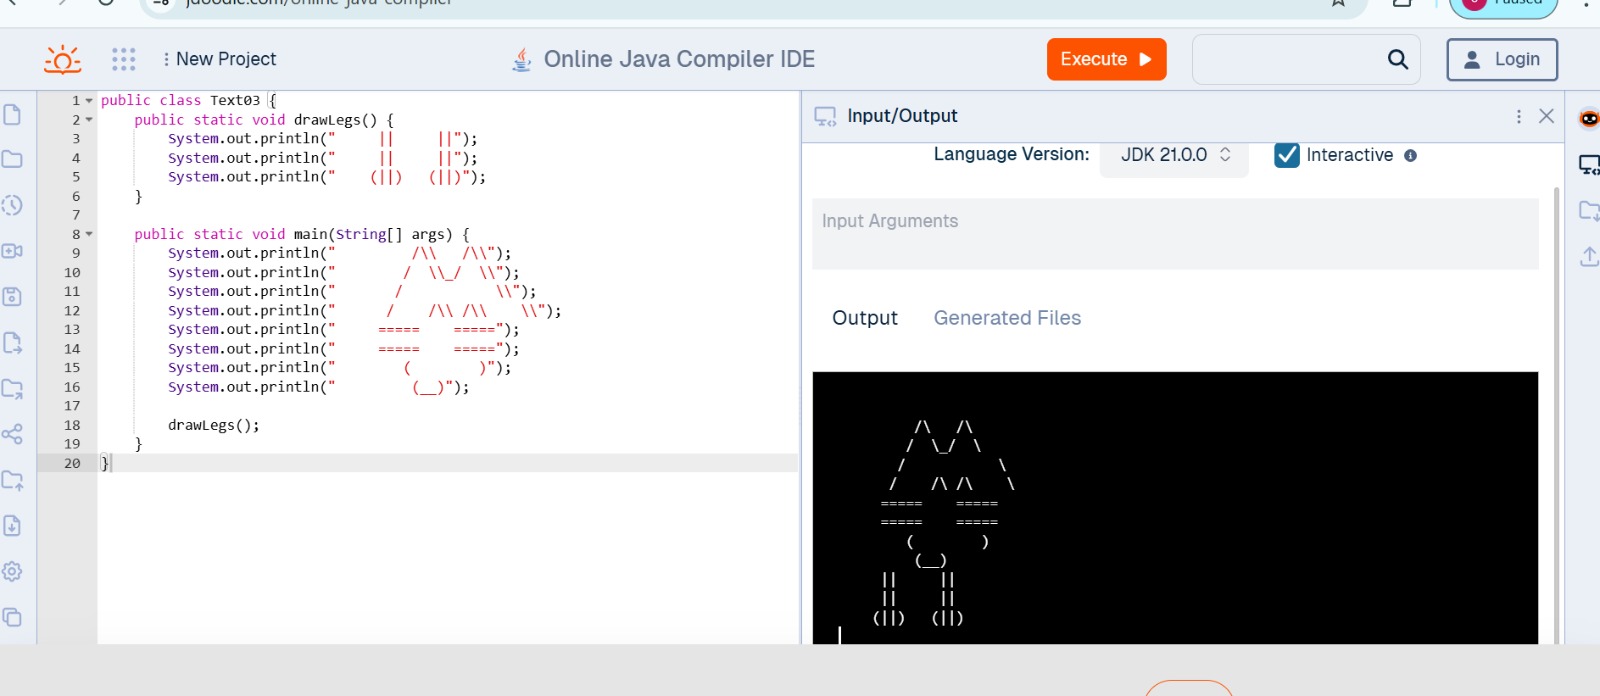 jdoodle.com/online-java-compiler
Paused
New Project
Online Java Compiler IDE
Execute
Login
1 public class Text03 {
2     public static void drawLegs() {
3         System.out.println("     ||     ||");
4         System.out.println("     ||     ||");
5         System.out.println("    (||)   (||)");
6     }
7
8     public static void main(String[] args) {
9         System.out.println("         /\\   /\\");
10         System.out.println("        /  \\_/  \\");
11         System.out.println("       /           \\");
12         System.out.println("      /    /\\ /\\    \\");
13         System.out.println("     =====    =====");
14         System.out.println("     =====    =====");
15         System.out.println("        (        )");
16         System.out.println("         (__)");
17
18         drawLegs();
19     }
20 }
Input/Output
Language Version: JDK 21.0.0 Interactive
Input Arguments
Output Generated Files
         /\   /\
        /  \_/  \
       /           \
      /    /\ /\    \
     =====    =====
     =====    =====
        (        )
         (__)
     ||     ||
     ||     ||
    (||)   (||)